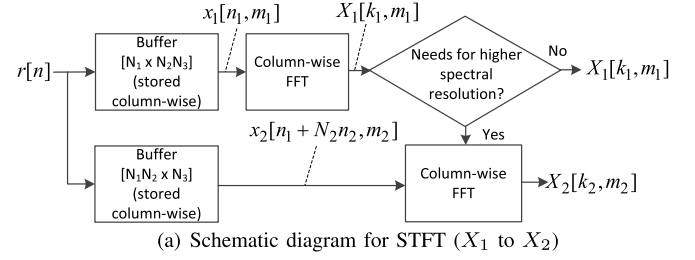 x₁[n₁,m₁]
X₁[k₁,m₁]
r[n]
Buffer
[N₁ x N₂N₃]
(stored
column-wise)
Column-wise
FFT
Needs for higher
spectral
resolution?
No
X₁[k₁,m₁]
Yes
x₂[n₁ + N₂n₂,m₂]
Buffer
[N₁N₂ x N₃]
(stored
column-wise)
Column-wise
FFT
X₂[k₂,m₂]
(a) Schematic diagram for STFT (X₁ to X₂)